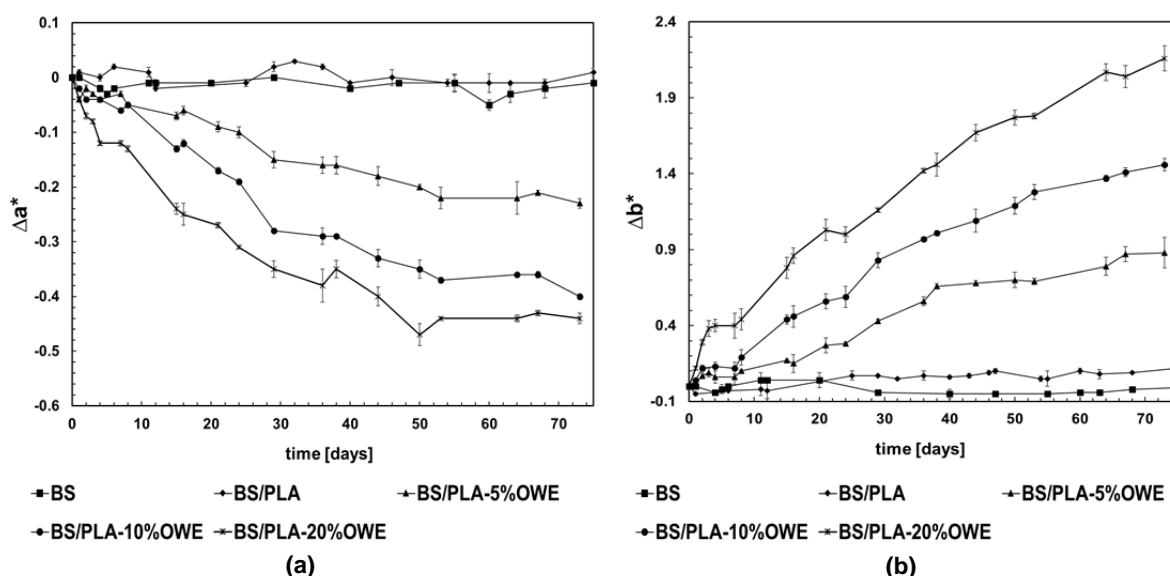 0.1
0
-0.1
-0.2
-0.3
-0.4
-0.5
-0.6
Δa*
0 10 20 30 40 50 60 70
time [days]
BS BS/PLA BS/PLA-5%OWE
BS/PLA-10%OWE BS/PLA-20%OWE
(a)
2.4
1.9
1.4
0.9
0.4
-0.1
Δb*
0 10 20 30 40 50 60 70
time [days]
BS BS/PLA BS/PLA-5%OWE
BS/PLA-10%OWE BS/PLA-20%OWE
(b)